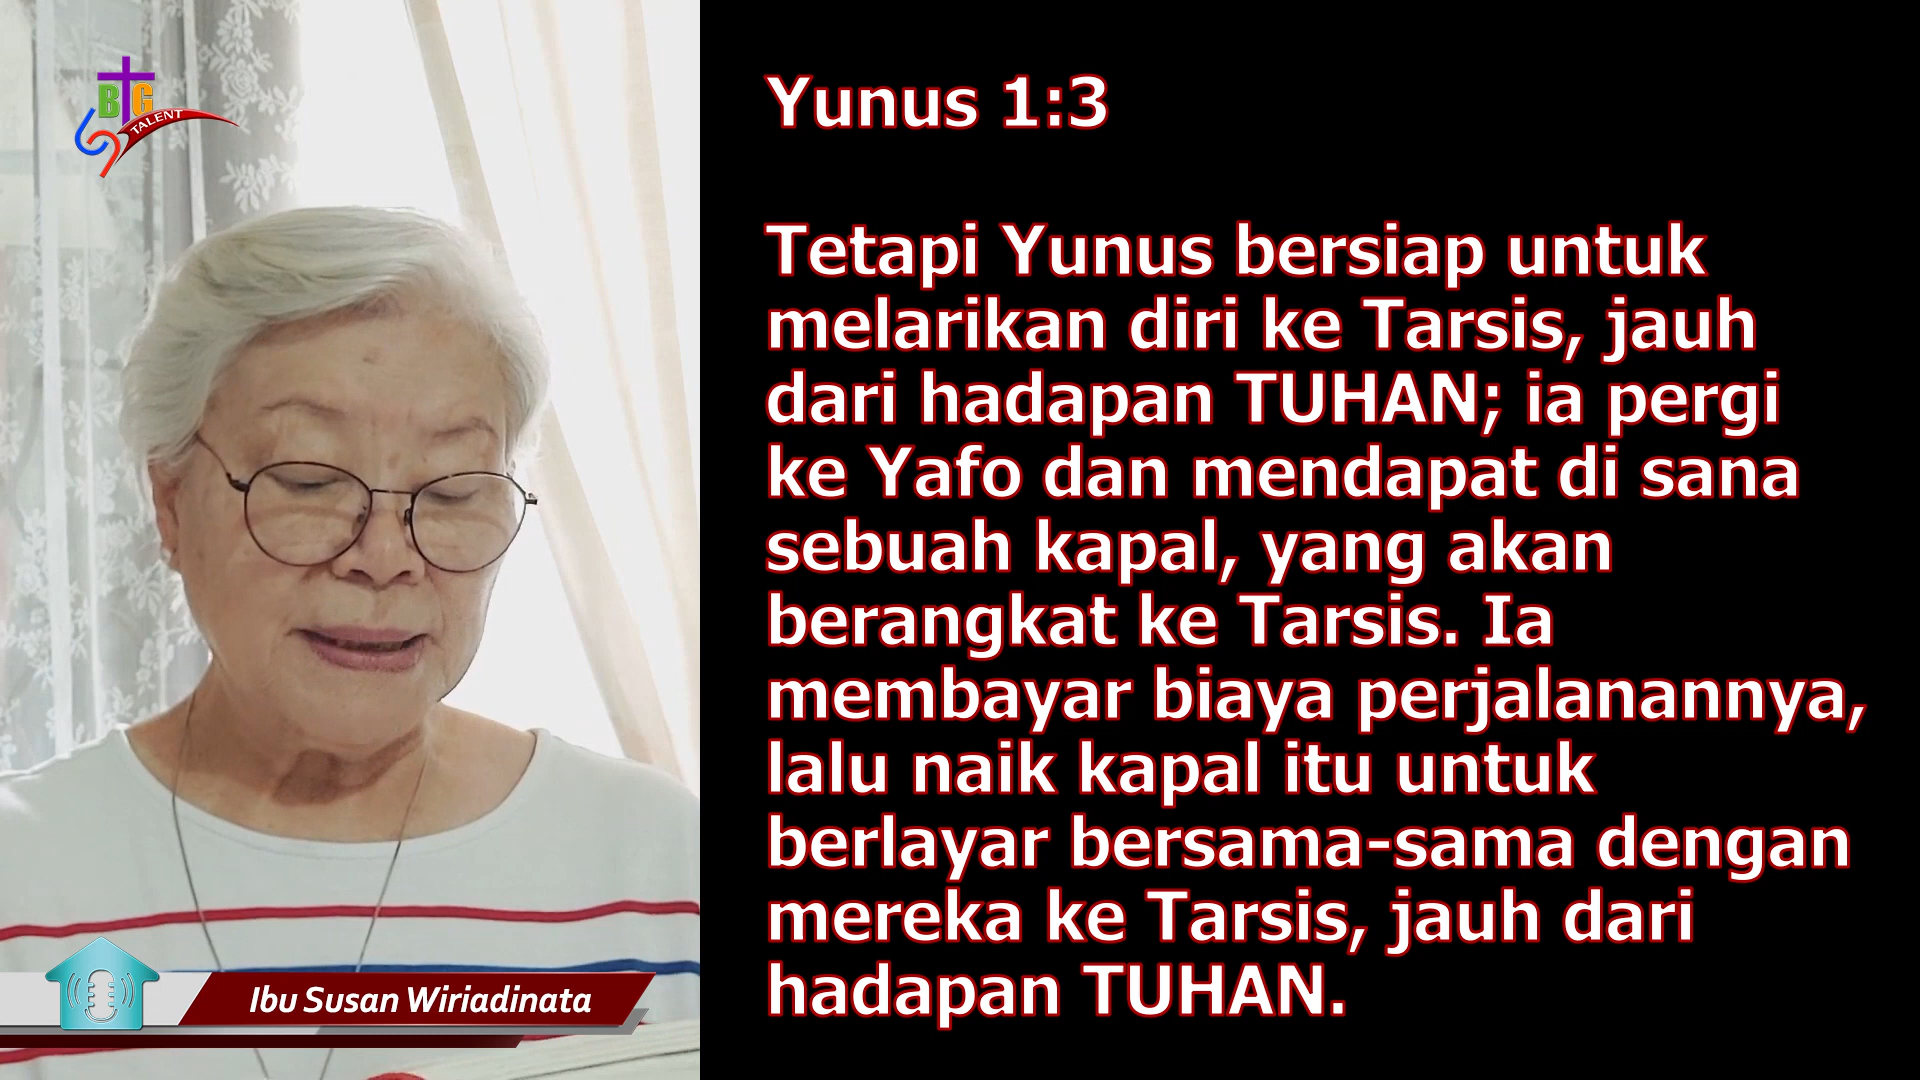 BTG
TALENT
Yunus 1:3
Tetapi Yunus bersiap untuk
melarikan diri ke Tarsis, jauh
dari hadapan TUHAN; ia pergi
ke Yafo dan mendapat di sana
sebuah kapal, yang akan
berangkat ke Tarsis. Ia
membayar biaya perjalanannya,
lalu naik kapal itu untuk
berlayar bersama-sama dengan
mereka ke Tarsis, jauh dari
hadapan TUHAN.
Ibu Susan Wiriadinata